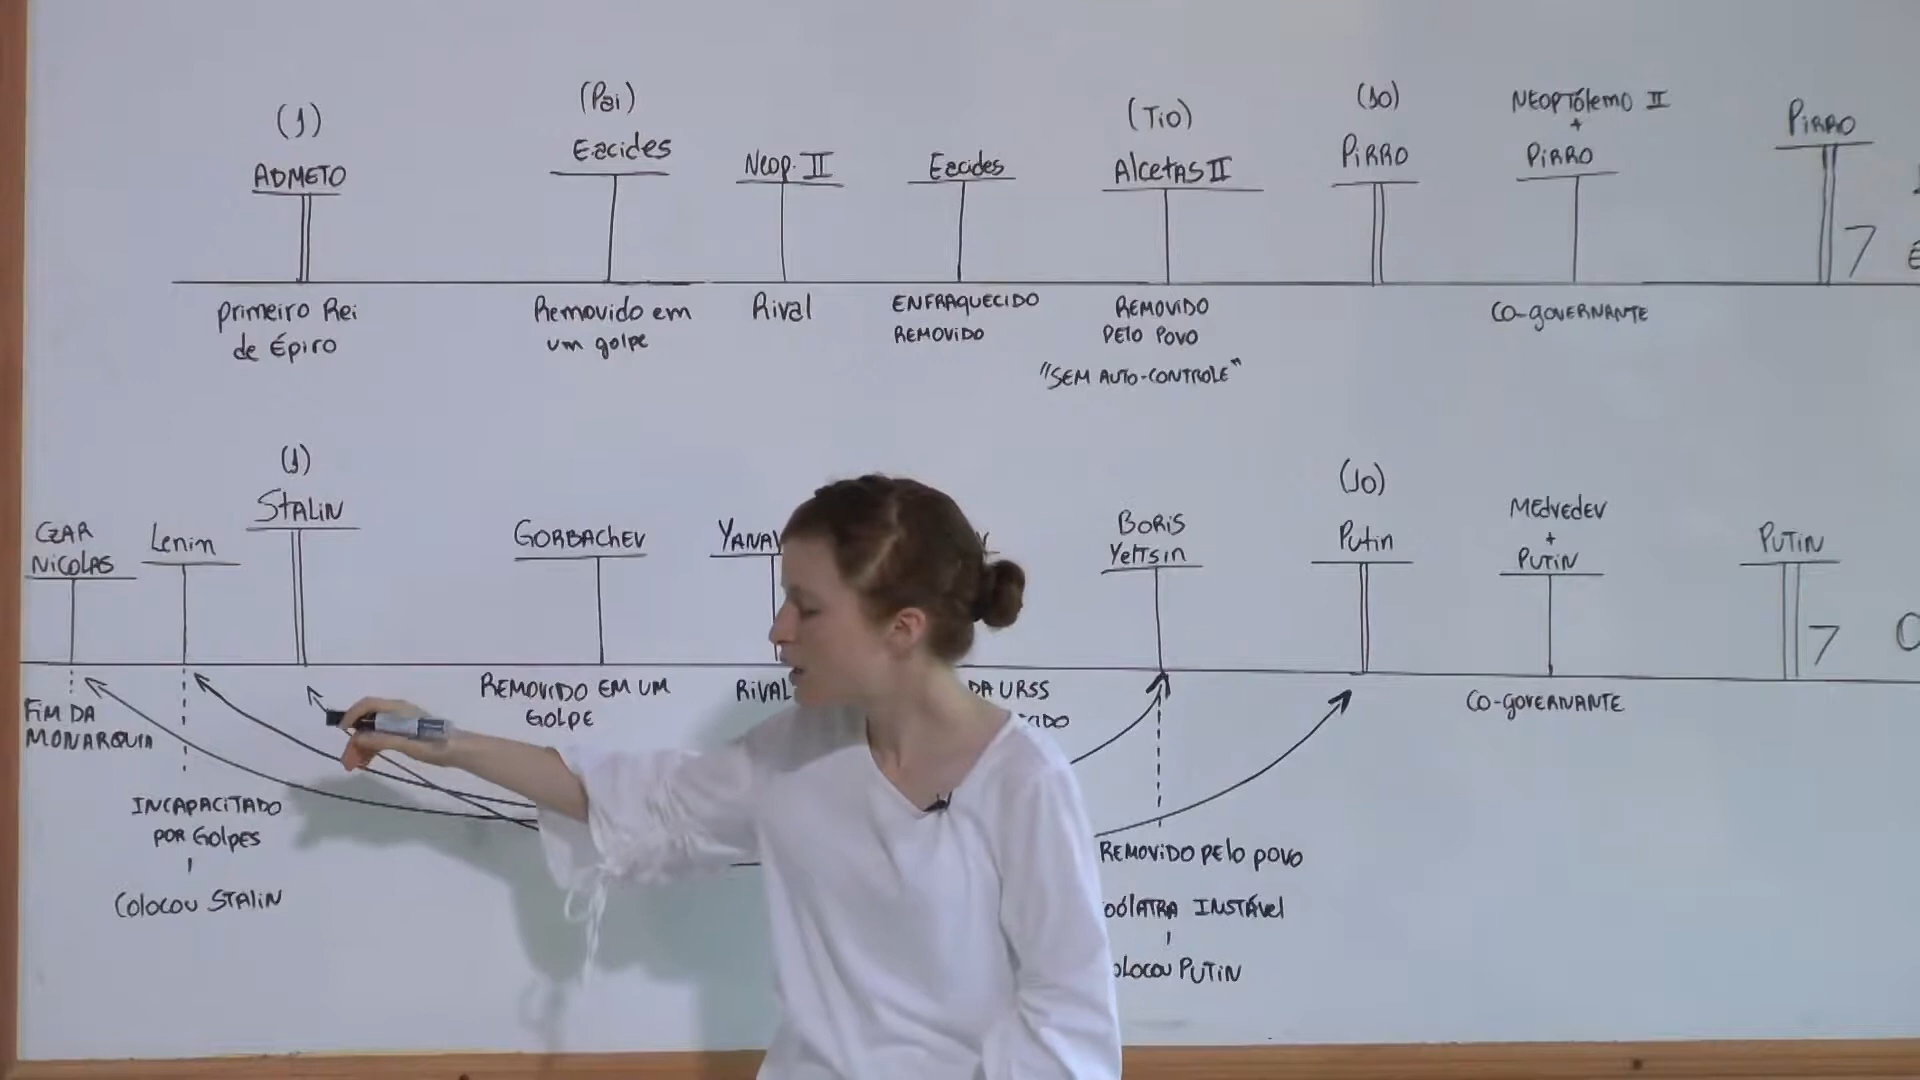 (1)
ADMETO
(Pai)
Eacides
Neop. II
Eacides
(Tio)
Alcetas II
(10)
PIRRO
NEOPTÓLEMO II
+
PIRRO
PIRRO
7
primeiro Rei
de Épiro
Removido em
um golpe
Rival
ENFRAQUECIDO
REMOVIDO
REMOVIDO
PELO POVO
"SEM AUTO-CONTROLE"
CO-GOVERNANTE
CZAR
NICOLAS
Lenin
(1)
STALIN
GORBACHEV
YANAV
BORIS
Yeltsin
(10)
Putin
MEDVEDEV
+
PUTIN
PUTIN
7
FIM DA
MONARQUIA
REMOVIDO EM UM
GOLPE
RIVAL
DA URSS
CO-GOVERNANTE
INCAPACITADO
POR GOLPES
COLOCOU STALIN
REMOVIDO PELO POVO
INSTÁVEL
PUTIN